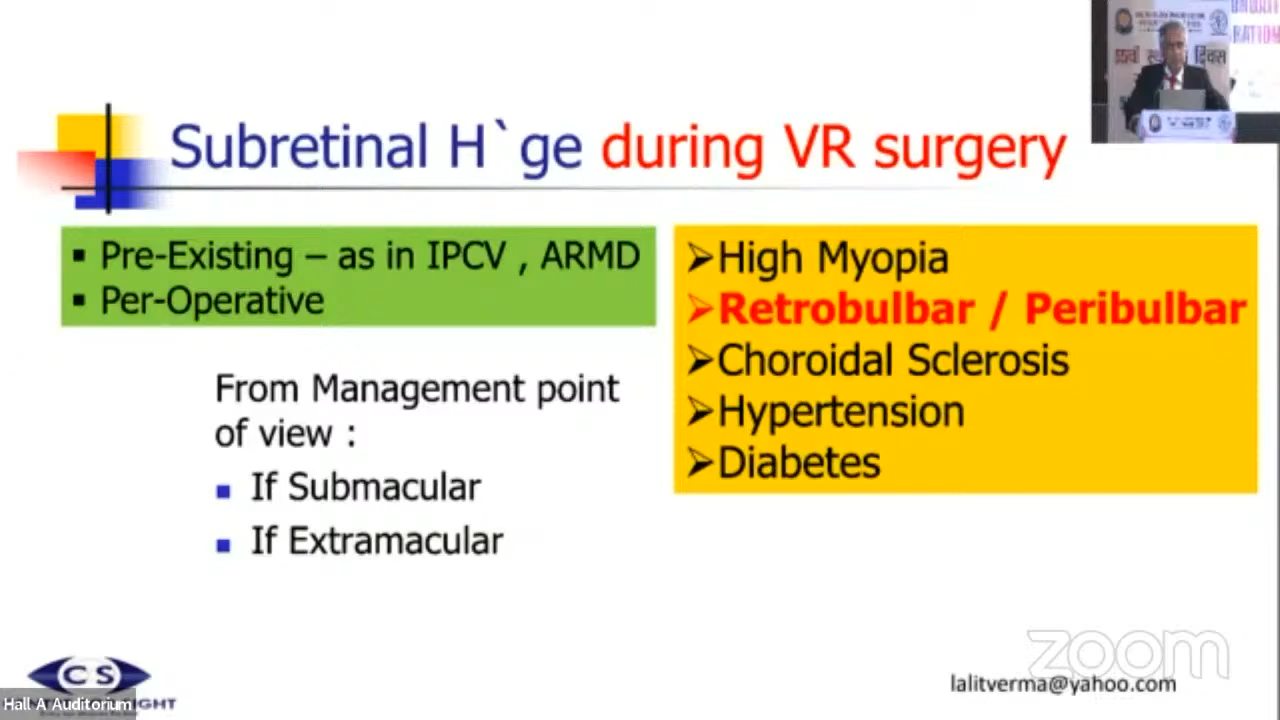 Subretinal H`ge during VR surgery
▪ Pre-Existing – as in IPCV , ARMD
▪ Per-Operative
From Management point
of view :
▪ If Submacular
▪ If Extramacular
➢High Myopia
➢Retrobulbar / Peribulbar
➢Choroidal Sclerosis
➢Hypertension
➢Diabetes
zoom
lalitverma@yahoo.com
C S
Hall A Auditorium